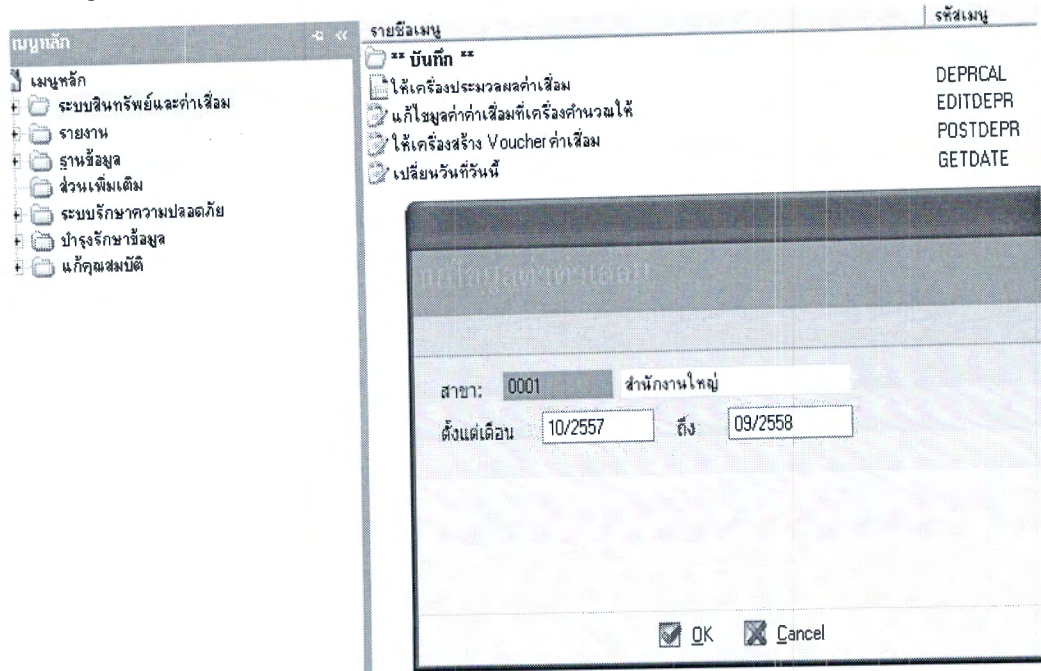 เมนูหลัก
เมนูหลัก
ระบบสินทรัพย์และค่าเสื่อม
รายงาน
ฐานข้อมูล
ส่วนเพิ่มเติม
ระบบรักษาความปลอดภัย
บำรุงรักษาข้อมูล
แก้คุณสมบัติ
รายชื่อเมนู รหัสเมนู
** บันทึก **
ให้เครื่องประมวลผลค่าเสื่อม DEPRCAL
แก้ไขมูลค่าค่าเสื่อมที่เครื่องคำนวณให้ EDITDEPR
ให้เครื่องสร้าง Voucher ค่าเสื่อม POSTDEPR
เปลี่ยนวันที่วันนี้ GETDATE
สาขา: 0001 สำนักงานใหญ่
ตั้งแต่เดือน 10/2557 ถึง 09/2558
OK Cancel